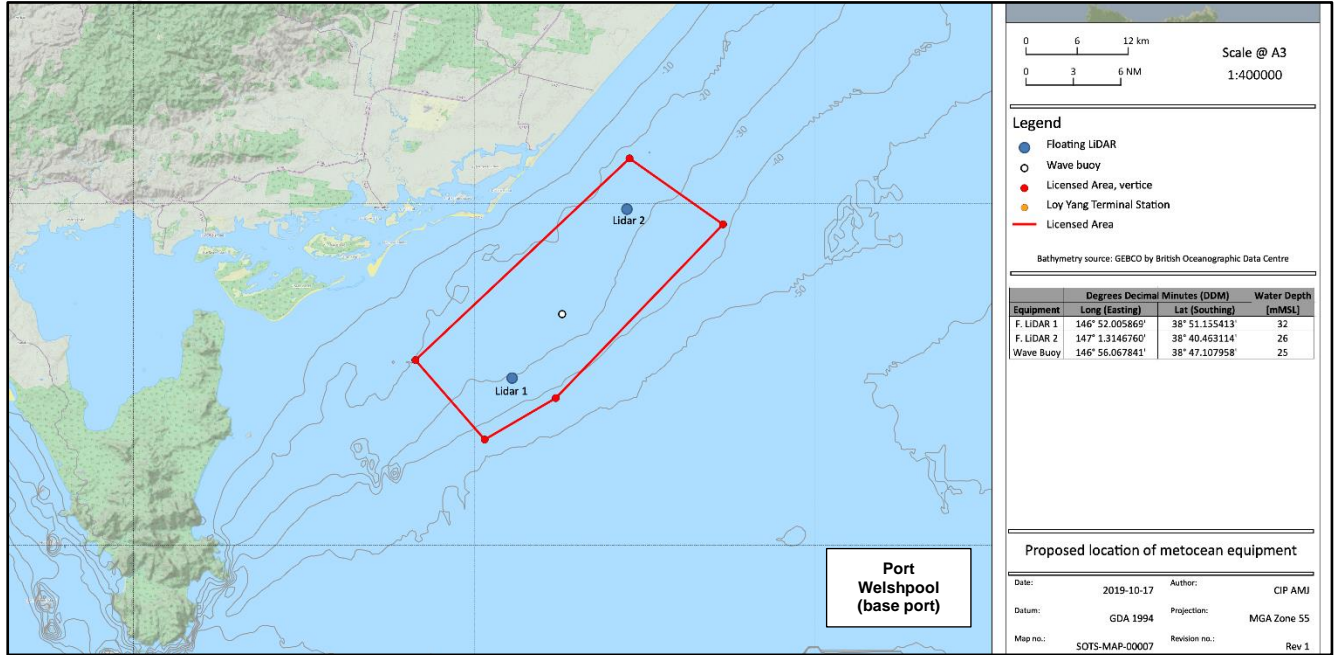 -10
-20
-30
-40
-50
Lidar 2
Lidar 1
Port
Welshpool
(base port)
0 6 12 km
0 3 6 NM
Scale @ A3
1:400000
Legend
Floating LiDAR
Wave buoy
Licensed Area, vertice
Loy Yang Terminal Station
Licensed Area
Bathymetry source: GEBCO by British Oceanographic Data Centre
Degrees Decimal Minutes (DDM) Water Depth
Equipment Long (Easting) Lat (Southing) [mMSL]
F. LiDAR 1 146° 52.005869' 38° 51.155413' 32
F. LiDAR 2 147° 1.3146760' 38° 40.463114' 26
Wave Buoy 146° 56.067841' 38° 47.107958' 25
Proposed location of metocean equipment
Date: 2019-10-17 Author: CIP AMJ
Datum: GDA 1994 Projection: MGA Zone 55
Map no.: SOTS-MAP-00007 Revision no.: Rev 1